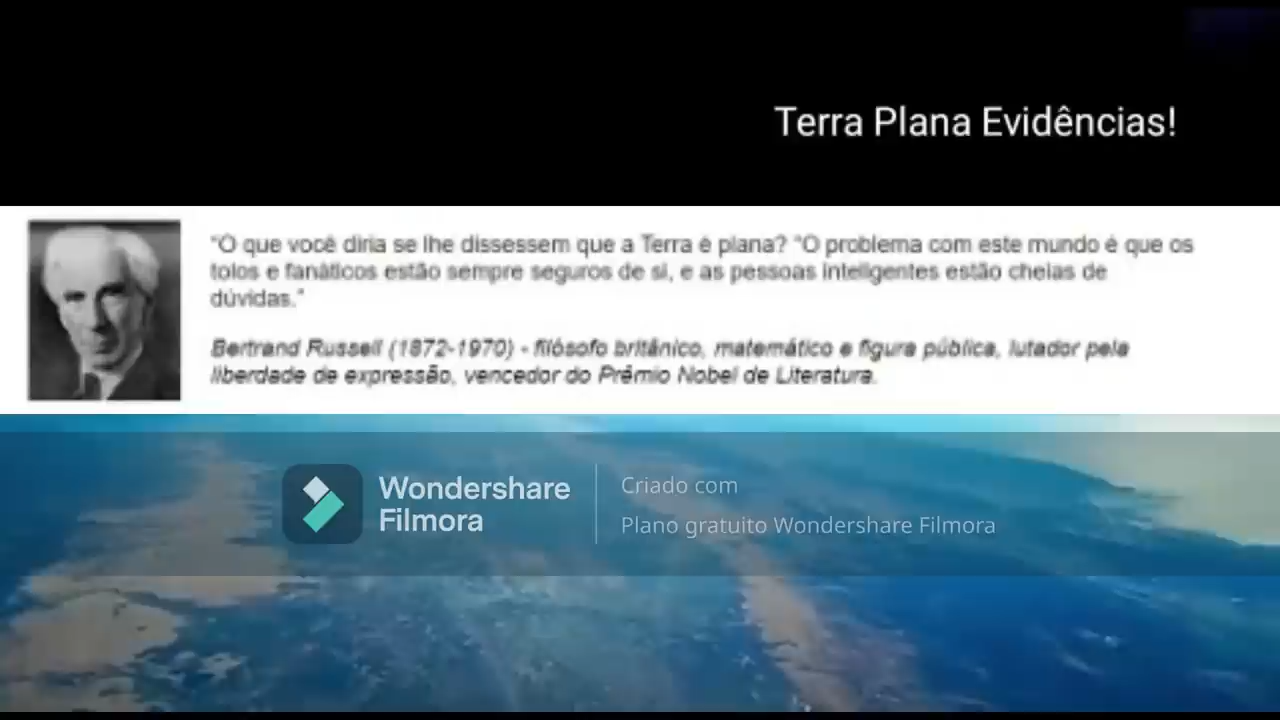 Terra Plana Evidências!
"O que você diria se lhe dissessem que a Terra é plana? "O problema com este mundo é que os
tolos e fanáticos estão sempre seguros de si, e as pessoas inteligentes estão cheias de
dúvidas."
Bertrand Russell (1872-1970) - filósofo britânico, matemático e figura pública, lutador pela
liberdade de expressão, vencedor do Prêmio Nobel de Literatura.
Wondershare
Filmora
Criado com
Plano gratuito Wondershare Filmora